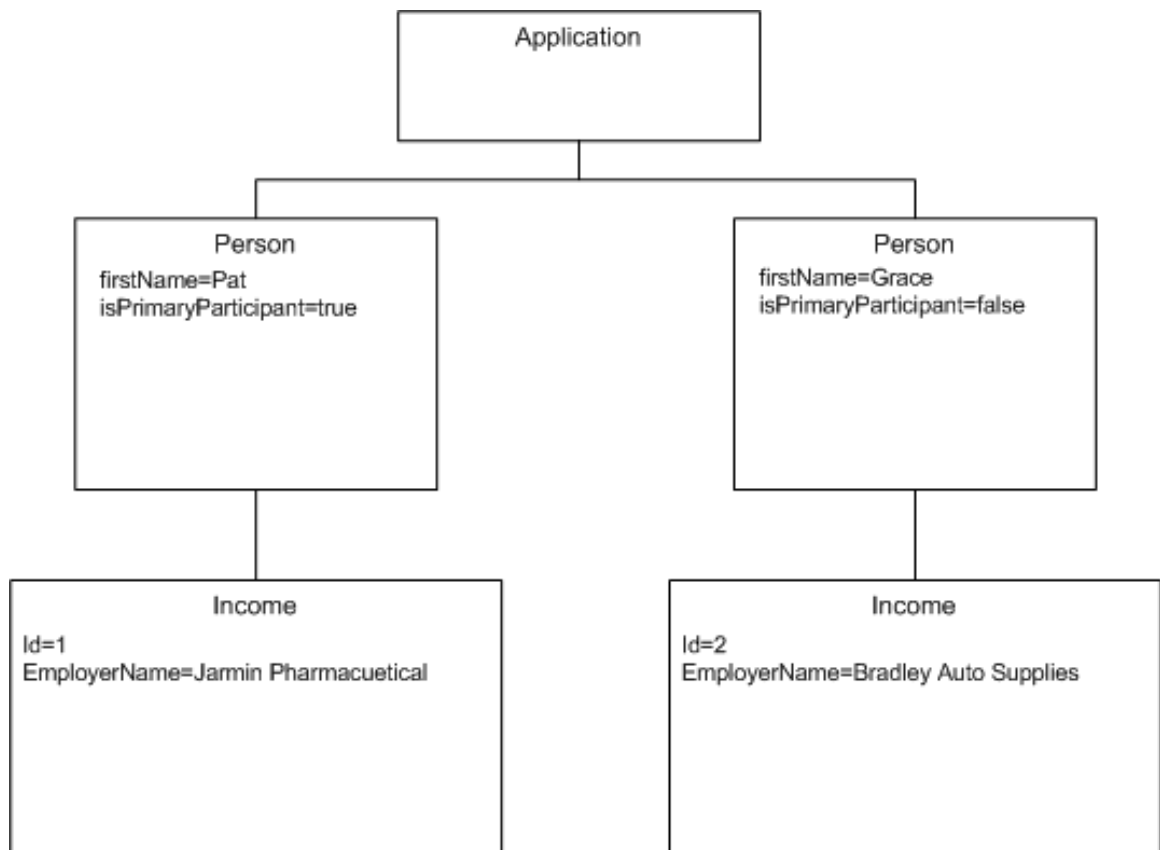 Application
Person
firstName=Pat
isPrimaryParticipant=true
Person
firstName=Grace
isPrimaryParticipant=false
Income
Id=1
EmployerName=Jarmin Pharmacuetical
Income
Id=2
EmployerName=Bradley Auto Supplies